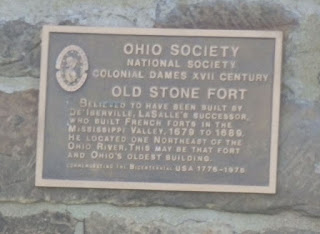 OHIO SOCIETY
NATIONAL SOCIETY
COLONIAL DAMES XVII CENTURY
OLD STONE FORT
BELIEVED TO HAVE BEEN BUILT BY
DE IBERVILLE, LASALLE'S SUCCESSOR,
WHO BUILT FRENCH FORTS IN THE
MISSISSIPPI VALLEY, 1679 TO 1689.
HE LOCATED ONE NORTHEAST OF THE
OHIO RIVER. THIS MAY BE THAT FORT
AND OHIO'S OLDEST BUILDING.
COMMEMORATING THE BICENTENNIAL USA 1776-1976